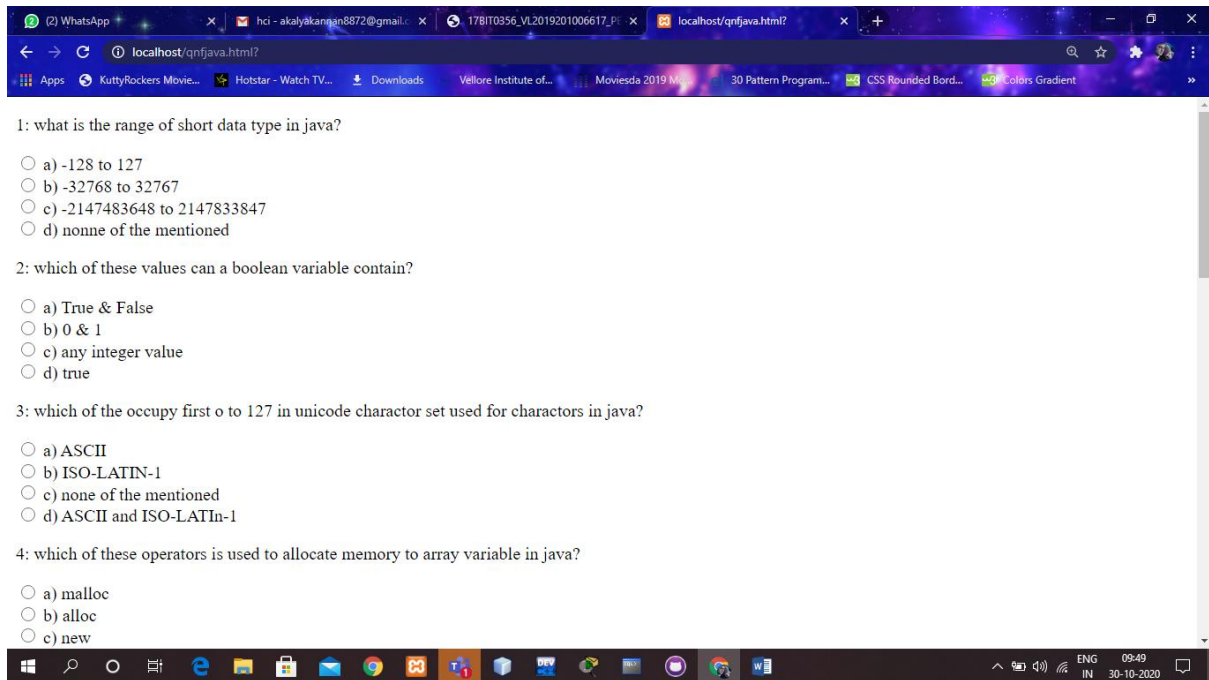 (2) WhatsApp
hci - akalyakannan8872@gmail.c
17BIT0356_VL2019201006617_PE
localhost/qnfjava.html?
localhost/qnfjava.html?
Apps KuttyRockers Movie... Hotstar - Watch TV... Downloads Vellore Institute of... Moviesda 2019 30 Pattern Program... CSS Rounded Bord... Colors Gradient »
1: what is the range of short data type in java?
a) -128 to 127
b) -32768 to 32767
c) -2147483648 to 2147833847
d) nonne of the mentioned
2: which of these values can a boolean variable contain?
a) True & False
b) 0 & 1
c) any integer value
d) true
3: which of the occupy first o to 127 in unicode charactor set used for charactors in java?
a) ASCII
b) ISO-LATIN-1
c) none of the mentioned
d) ASCII and ISO-LATIn-1
4: which of these operators is used to allocate memory to array variable in java?
a) malloc
b) alloc
c) new
DEV
ENG 09:49
IN 30-10-2020